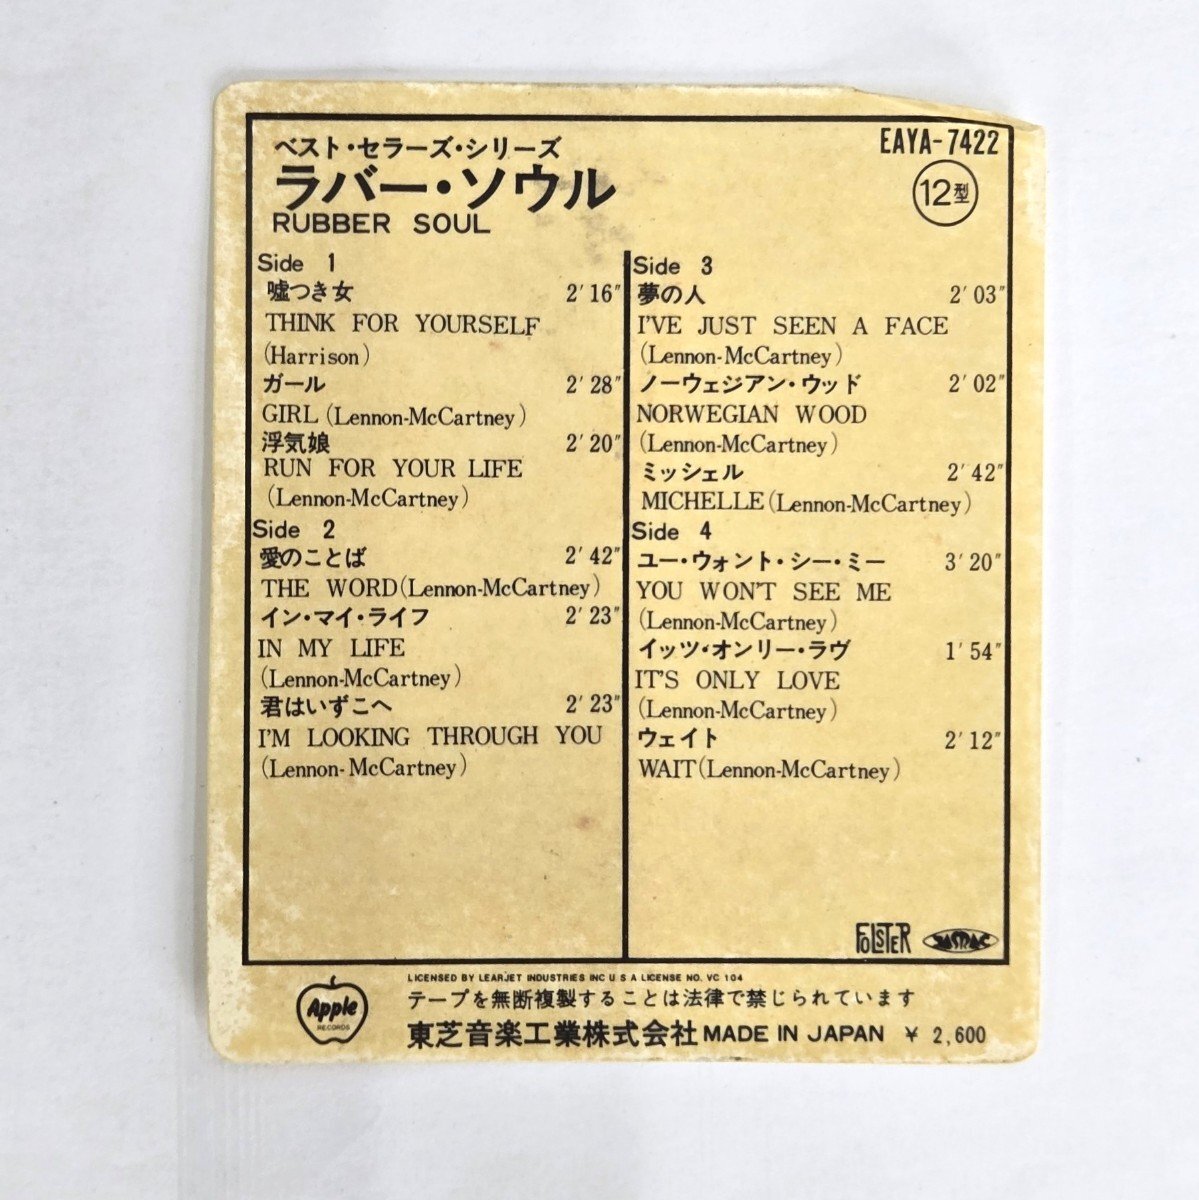 ベスト・セラーズ・シリーズ
ラバー・ソウル
RUBBER SOUL
EAYA-7422
12型
Side 1
嘘つき女 2'16"
THINK FOR YOURSELF
(Harrison)
ガール 2'28"
GIRL (Lennon-McCartney)
浮気娘 2'20"
RUN FOR YOUR LIFE
(Lennon-McCartney)
Side 2
愛のことば 2'42"
THE WORD(Lennon-McCartney)
イン・マイ・ライフ 2'23"
IN MY LIFE
(Lennon-McCartney)
君はいずこへ 2'23"
I'M LOOKING THROUGH YOU
(Lennon-McCartney)
Side 3
夢の人 2'03"
I'VE JUST SEEN A FACE
(Lennon-McCartney)
ノーウェジアン・ウッド 2'02"
NORWEGIAN WOOD
(Lennon-McCartney)
ミッシェル 2'42"
MICHELLE(Lennon-McCartney)
Side 4
ユー・ウォント・シー・ミー 3'20"
YOU WON'T SEE ME
(Lennon-McCartney)
イッツ・オンリー・ラヴ 1'54"
IT'S ONLY LOVE
(Lennon-McCartney)
ウェイト 2'12"
WAIT(Lennon-McCartney)
FOLSTER
Apple
RECORDS
LICENSED BY LEARJET INDUSTRIES INC U S A LICENSE NO. VC 104
テープを無断複製することは法律で禁じられています
東芝音楽工業株式会社 MADE IN JAPAN ¥ 2,600